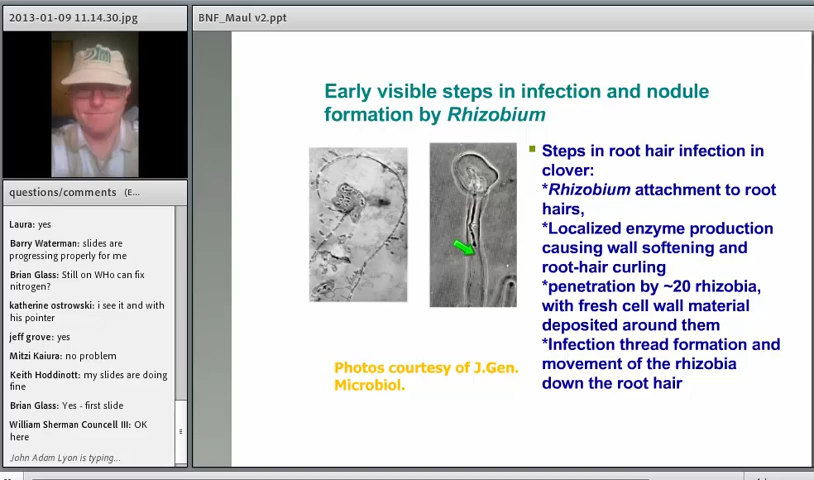 2013-01-09 11.14.30.jpg
BNF_Maul v2.ppt
questions/comments (E...
Laura: yes
Barry Waterman: slides are
progressing properly for me
Brian Glass: Still on WHo can fix
nitrogen?
katherine ostrowski: i see it and with
his pointer
jeff grove: yes
Mitzi Kaiura: no problem
Keith Hoddinott: my slides are doing
fine
Brian Glass: Yes - first slide
William Sherman Councell III: OK
here
John Adam Lyon is typing...
Early visible steps in infection and nodule
formation by Rhizobium
Steps in root hair infection in
clover:
*Rhizobium attachment to root
hairs,
*Localized enzyme production
causing wall softening and
root-hair curling
*penetration by ~20 rhizobia,
with fresh cell wall material
deposited around them
*Infection thread formation and
movement of the rhizobia
down the root hair
Photos courtesy of J.Gen.
Microbiol.